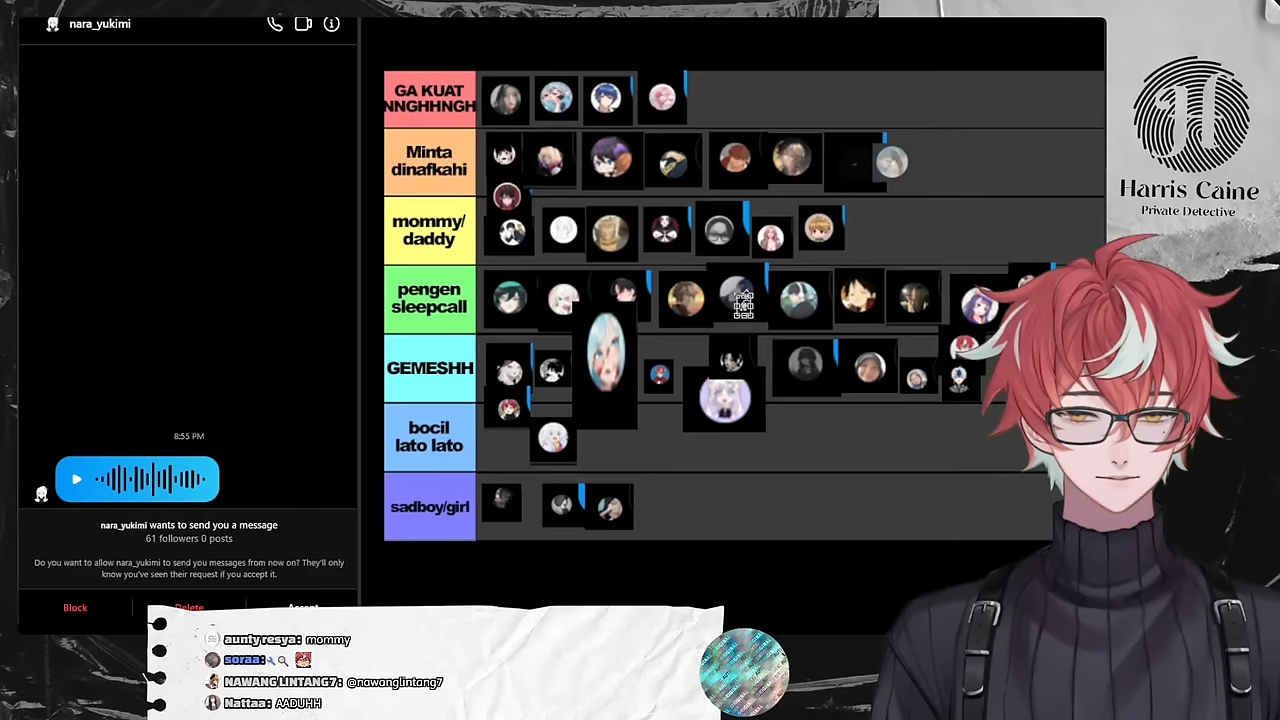 nara_yukimi
8:55 PM
nara_yukimi wants to send you a message
61 followers 0 posts
Do you want to allow nara_yukimi to send you messages from now on? They'll only
know you've seen their request if you accept it.
Block
Delete
Accept
GA KUAT
NNGHHNGH
Minta
dinafkahi
mommy/
daddy
pengen
sleepcall
GEMESHH
bocil
lato lato
sadboy/girl
Harris Caine
Private Detective
auntyresya: mommy
soraa:
NAWANG LINTANG7: @nawanglintang7
Nattaa: AADUHH